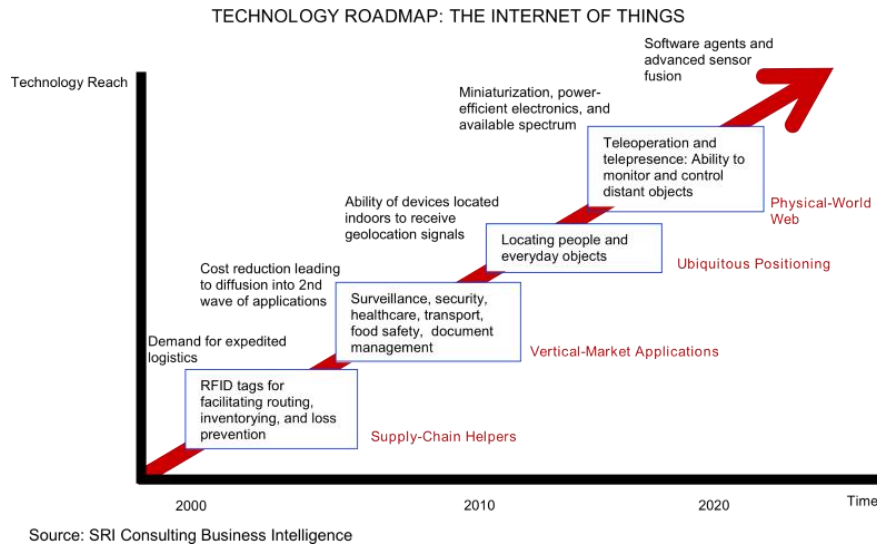 TECHNOLOGY ROADMAP: THE INTERNET OF THINGS
Technology Reach
Software agents and
advanced sensor
fusion
Miniaturization, power-
efficient electronics, and
available spectrum
Teleoperation and
telepresence: Ability to
monitor and control
distant objects
Physical-World
Web
Ability of devices located
indoors to receive
geolocation signals
Locating people and
everyday objects
Ubiquitous Positioning
Cost reduction leading
to diffusion into 2nd
wave of applications
Surveillance, security,
healthcare, transport,
food safety, document
management
Vertical-Market Applications
Demand for expedited
logistics
RFID tags for
facilitating routing,
inventorying, and loss
prevention
Supply-Chain Helpers
2000
2010
2020
Time
Source: SRI Consulting Business Intelligence